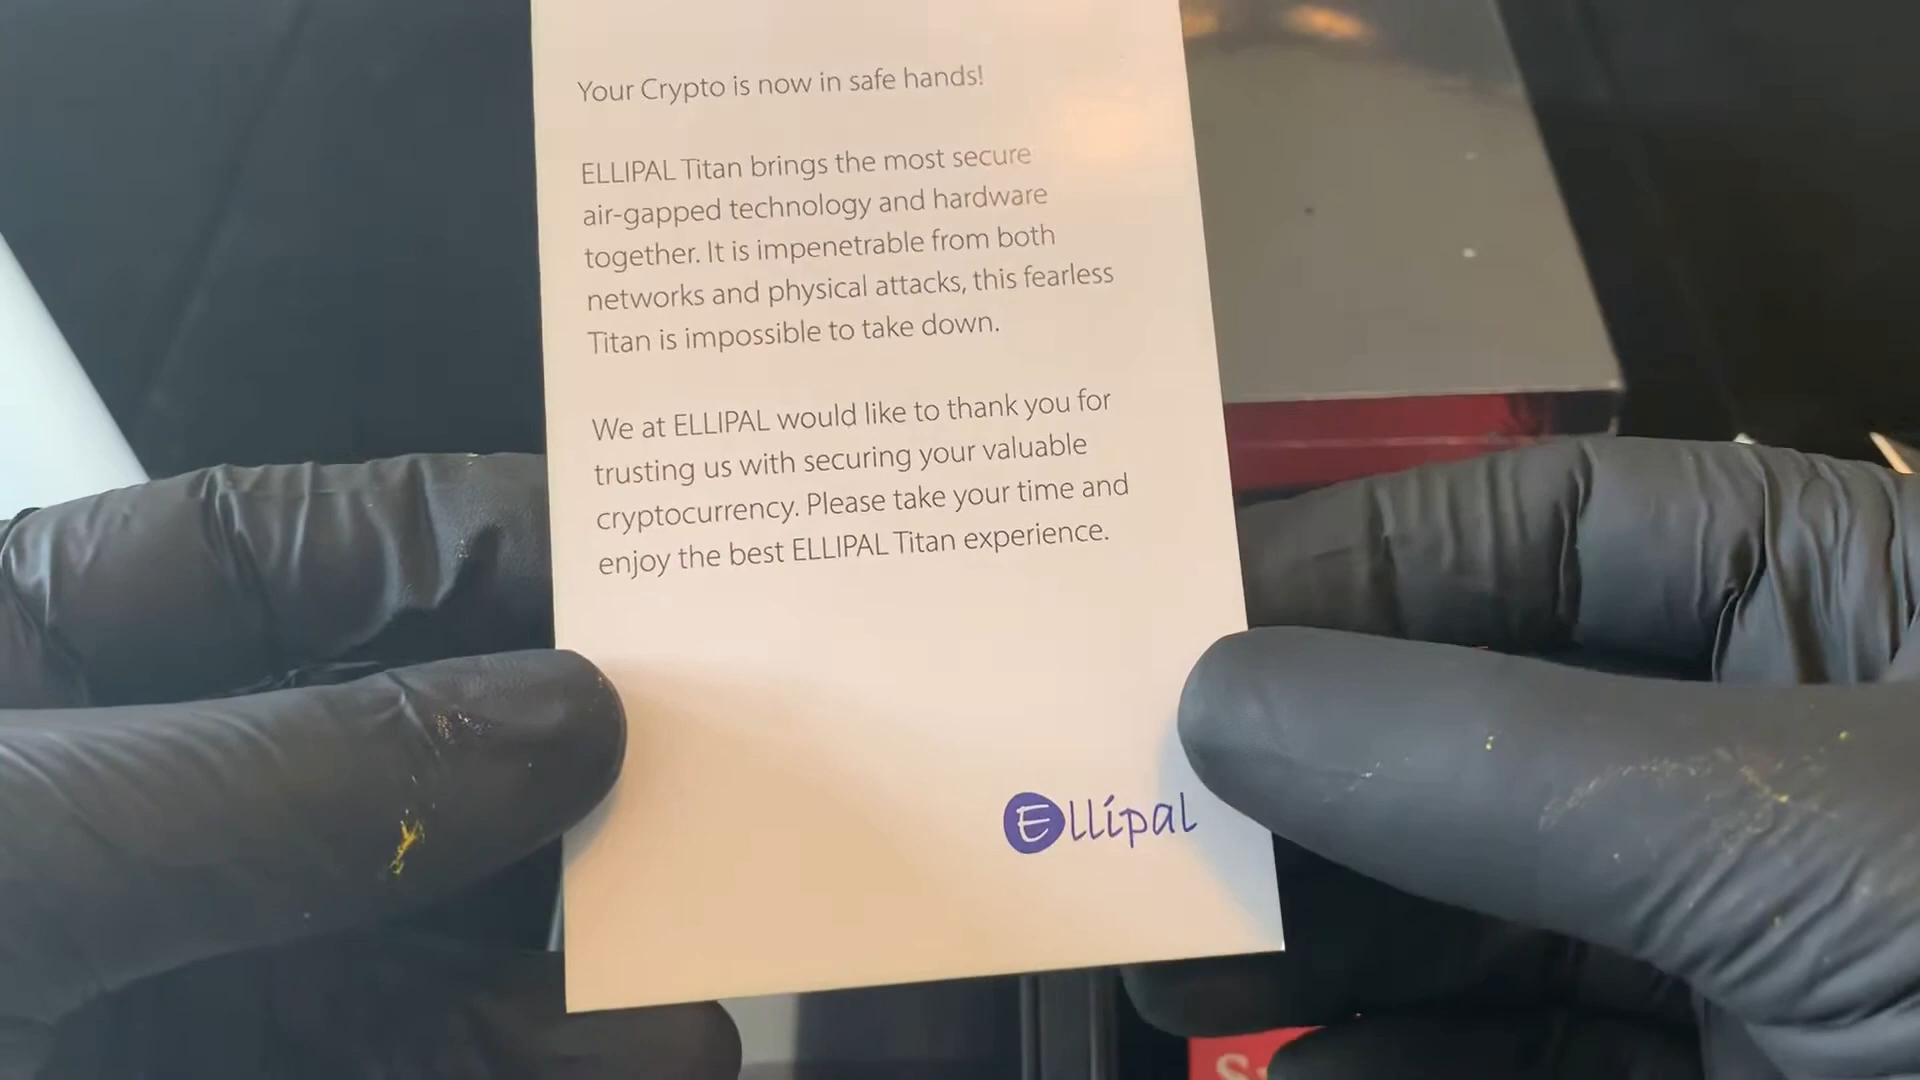 Your Crypto is now in safe hands!
ELLIPAL Titan brings the most secure
air-gapped technology and hardware
together. It is impenetrable from both
networks and physical attacks, this fearless
Titan is impossible to take down.
We at ELLIPAL would like to thank you for
trusting us with securing your valuable
cryptocurrency. Please take your time and
enjoy the best ELLIPAL Titan experience.
Ellipal